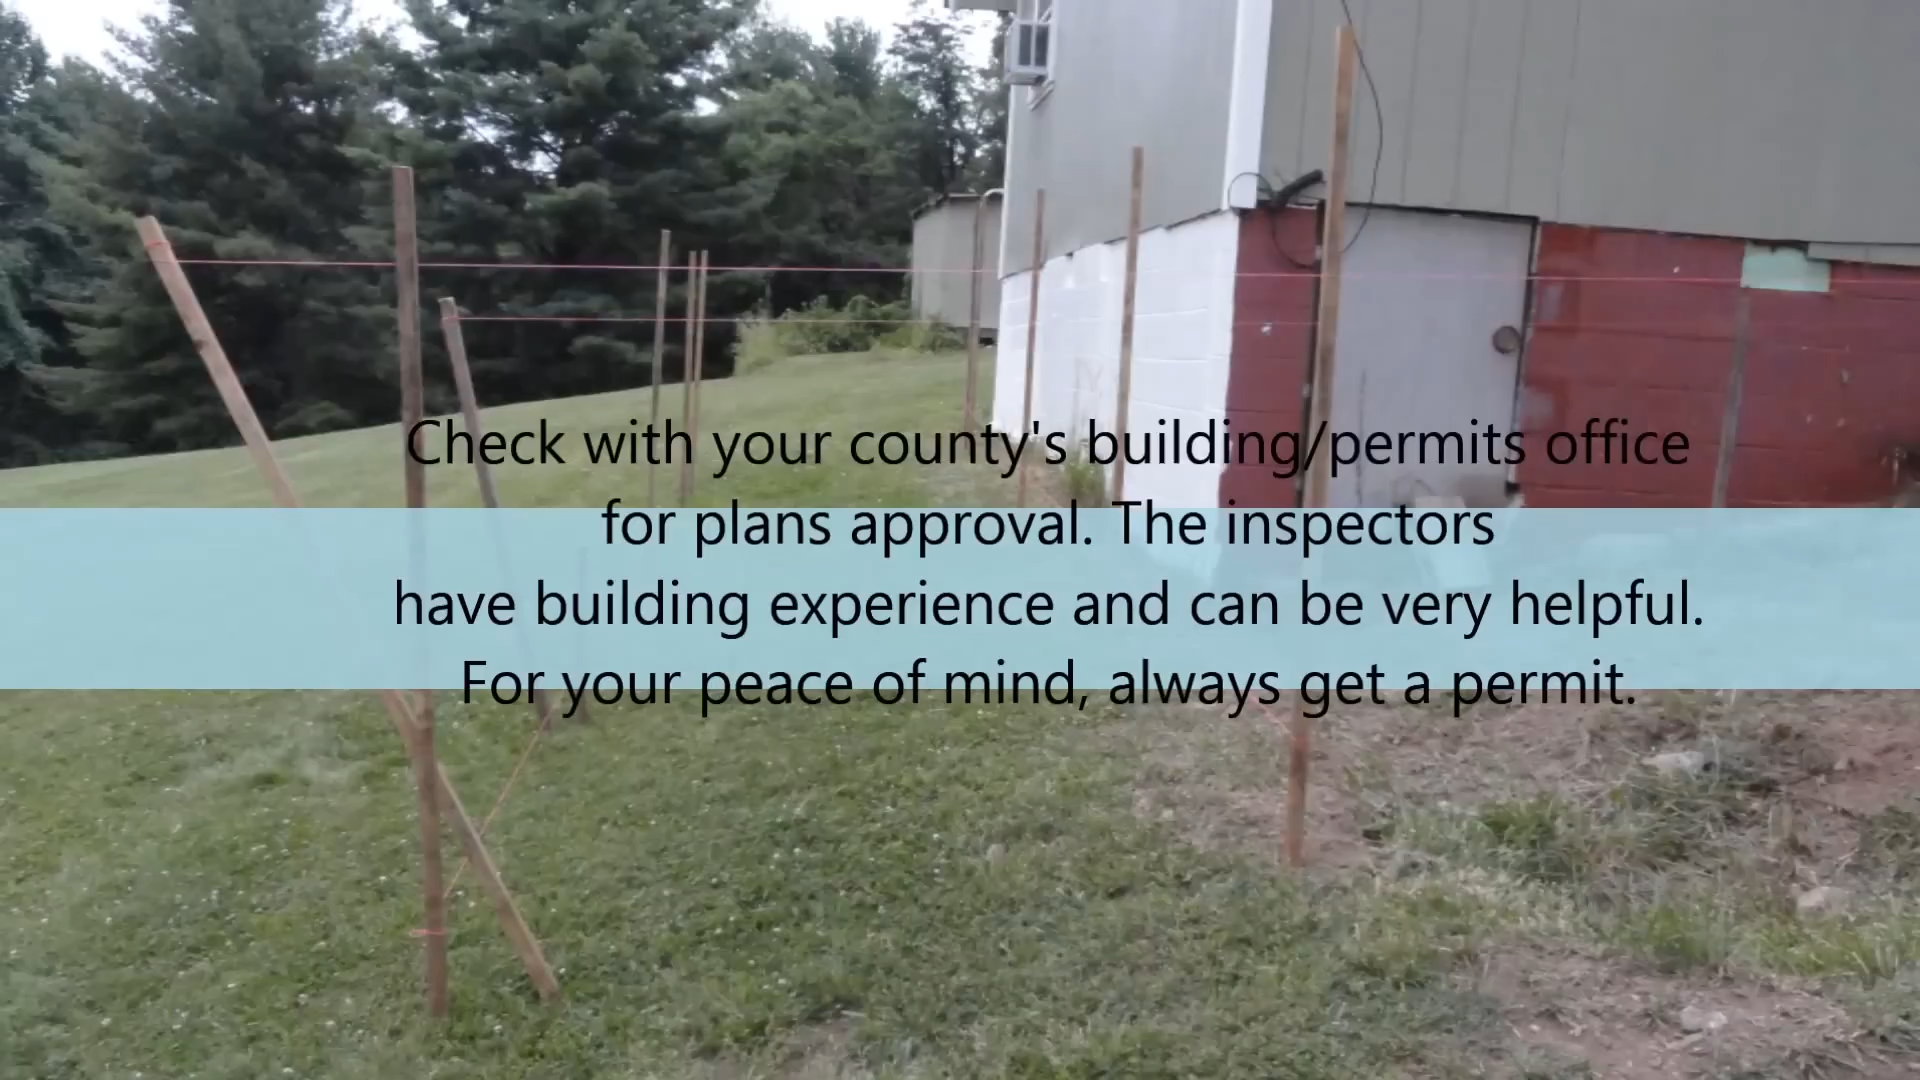 Check with your county's building/permits office
for plans approval. The inspectors
have building experience and can be very helpful.
For your peace of mind, always get a permit.